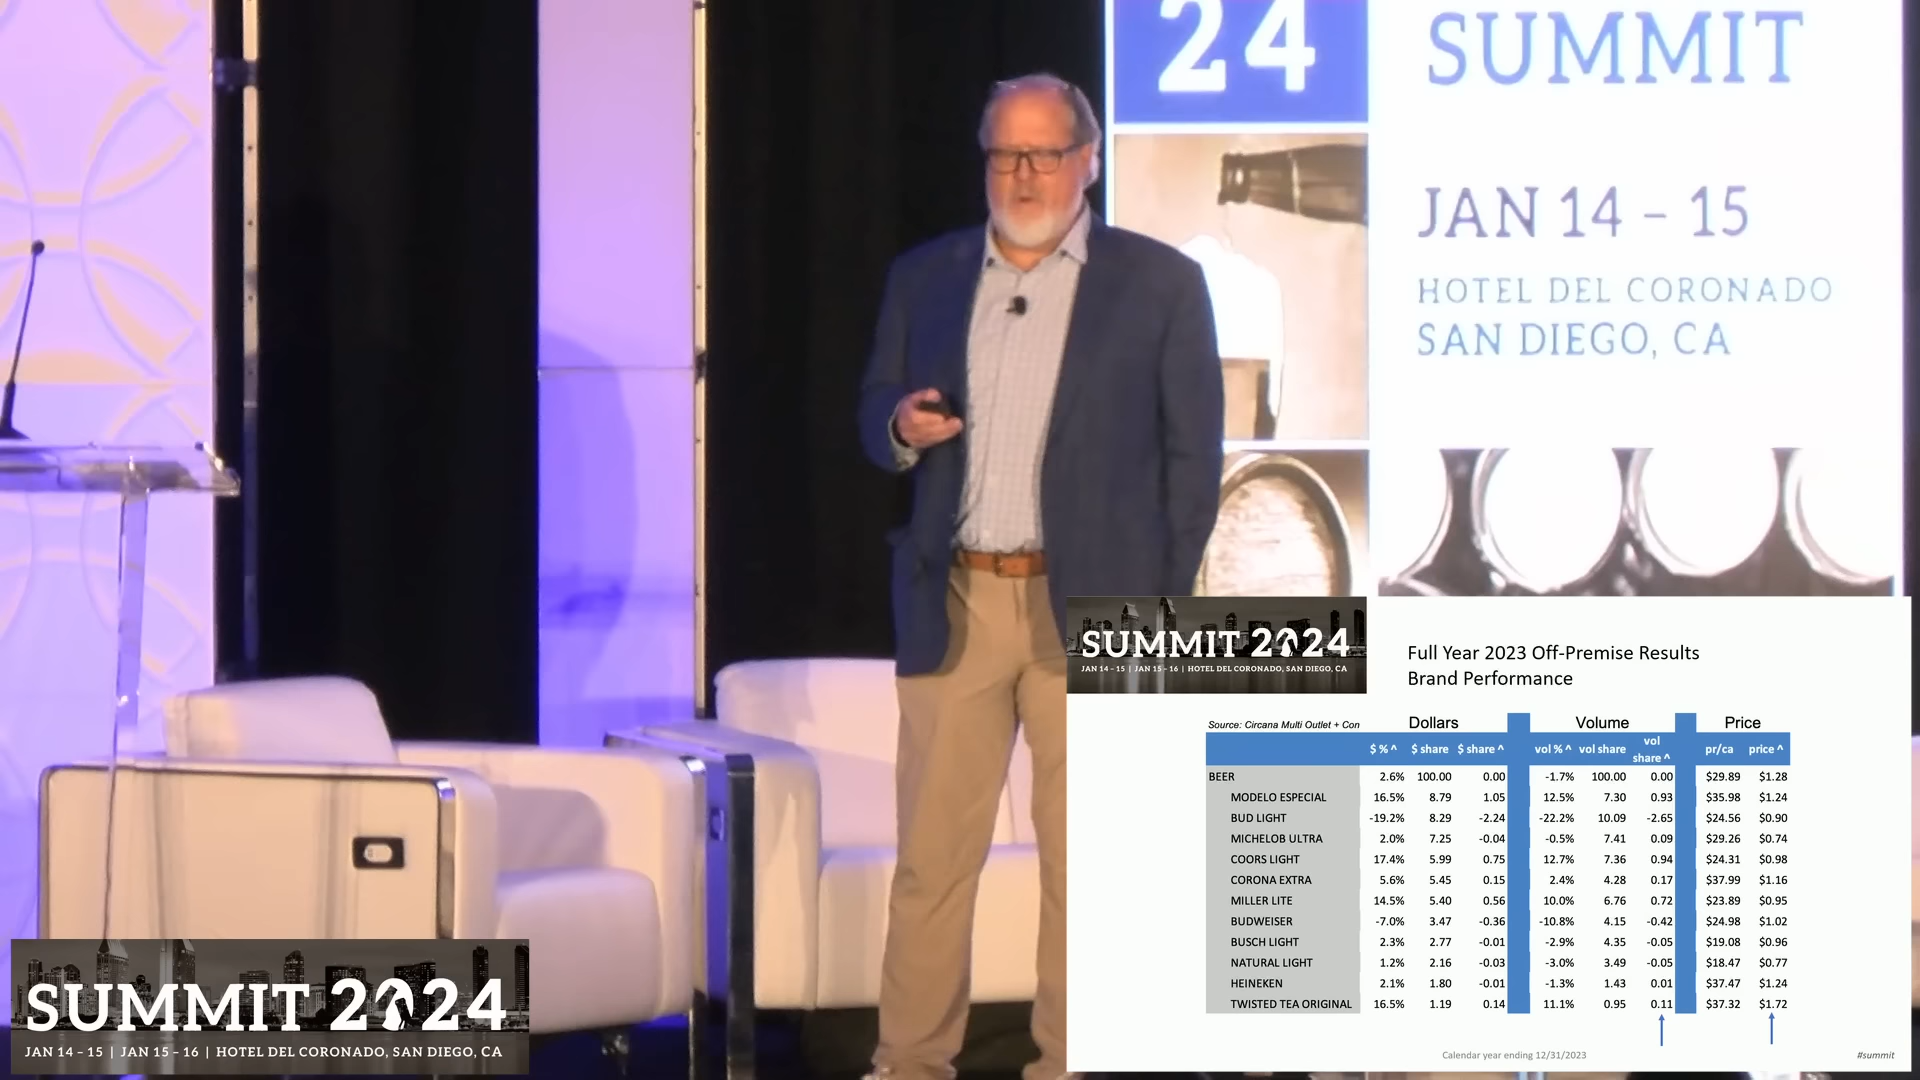 24
SUMMIT
JAN 14 – 15
HOTEL DEL CORONADO
SAN DIEGO, CA
SUMMIT 2024
JAN 14 – 15 | JAN 15 – 16 | HOTEL DEL CORONADO, SAN DIEGO, CA
Full Year 2023 Off-Premise Results
Brand Performance
Source: Circana Multi Outlet + Con Dollars Volume Price
$ % ^ $ share $ share ^ vol % ^ vol share vol share ^ pr/ca price ^
BEER 2.6% 100.00 0.00 -1.7% 100.00 0.00 $29.89 $1.28
MODELO ESPECIAL 16.5% 8.79 1.05 12.5% 7.30 0.93 $35.98 $1.24
BUD LIGHT -19.2% 8.29 -2.24 -22.2% 10.09 -2.65 $24.56 $0.90
MICHELOB ULTRA 2.0% 7.25 -0.04 -0.5% 7.41 0.09 $29.26 $0.74
COORS LIGHT 17.4% 5.99 0.75 12.7% 7.36 0.94 $24.31 $0.98
CORONA EXTRA 5.6% 5.45 0.15 2.4% 4.28 0.17 $37.99 $1.16
MILLER LITE 14.5% 5.40 0.56 10.0% 6.76 0.72 $23.89 $0.95
BUDWEISER -7.0% 3.47 -0.36 -10.8% 4.15 -0.42 $24.98 $1.02
BUSCH LIGHT 2.3% 2.77 -0.01 -2.9% 4.35 -0.05 $19.08 $0.96
NATURAL LIGHT 1.2% 2.16 -0.03 -3.0% 3.49 -0.05 $18.47 $0.77
HEINEKEN 2.1% 1.80 -0.01 -1.3% 1.43 0.01 $37.47 $1.24
TWISTED TEA ORIGINAL 16.5% 1.19 0.14 11.1% 0.95 0.11 $37.32 $1.72
Calendar year ending 12/31/2023
#summit
SUMMIT 2024
JAN 14 – 15 | JAN 15 – 16 | HOTEL DEL CORONADO, SAN DIEGO, CA